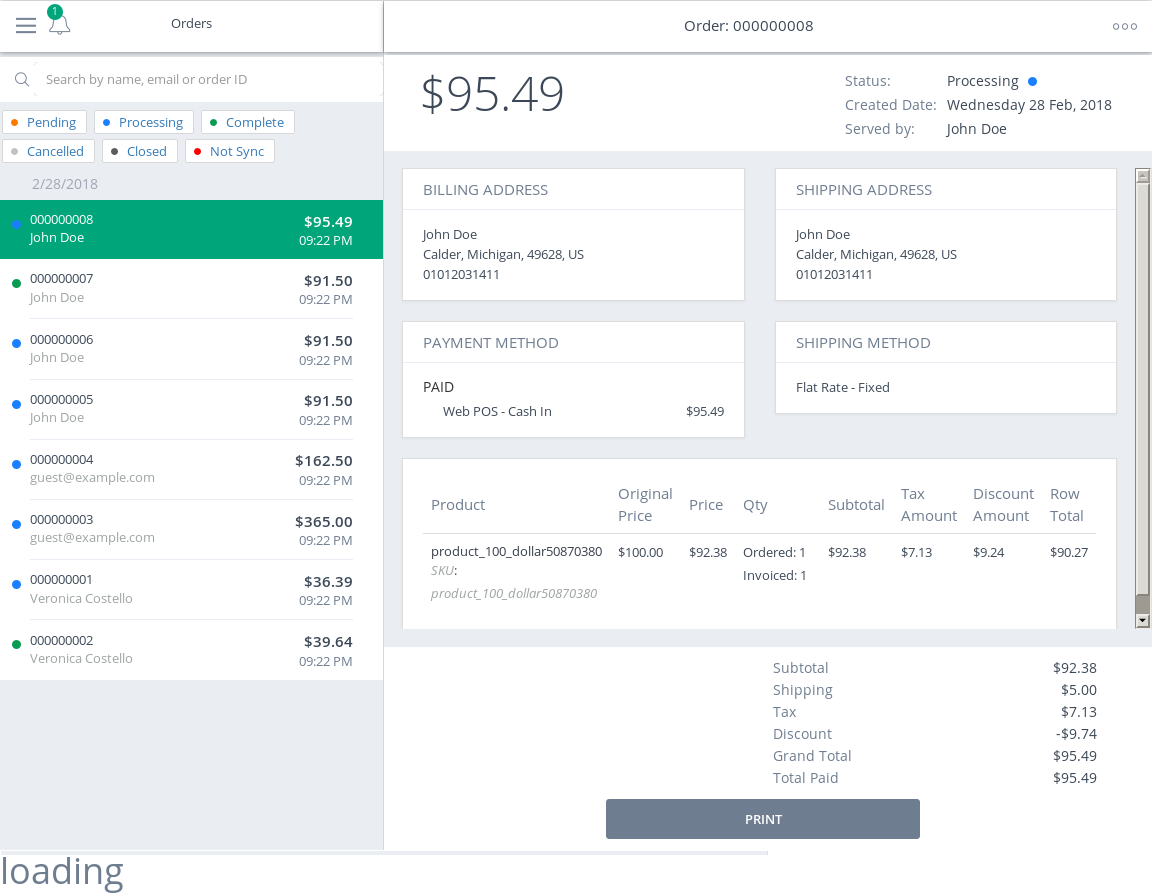 1
Orders
Order: 000000008
Search by name, email or order ID
Pending
Processing
Complete
Cancelled
Closed
Not Sync
2/28/2018
000000008 $95.49
John Doe 09:22 PM
000000007 $91.50
John Doe 09:22 PM
000000006 $91.50
John Doe 09:22 PM
000000005 $91.50
John Doe 09:22 PM
000000004 $162.50
guest@example.com 09:22 PM
000000003 $365.00
guest@example.com 09:22 PM
000000001 $36.39
Veronica Costello 09:22 PM
000000002 $39.64
Veronica Costello 09:22 PM
$95.49
Status: Processing
Created Date: Wednesday 28 Feb, 2018
Served by: John Doe
BILLING ADDRESS
John Doe
Calder, Michigan, 49628, US
01012031411
SHIPPING ADDRESS
John Doe
Calder, Michigan, 49628, US
01012031411
PAYMENT METHOD
PAID
Web POS - Cash In $95.49
SHIPPING METHOD
Flat Rate - Fixed
Product Original Price Price Qty Subtotal Tax Amount Discount Amount Row Total
product_100_dollar50870380 $100.00 $92.38 Ordered: 1 $92.38 $7.13 $9.24 $90.27
SKU: Invoiced: 1
product_100_dollar50870380
Subtotal $92.38
Shipping $5.00
Tax $7.13
Discount -$9.74
Grand Total $95.49
Total Paid $95.49
PRINT
loading